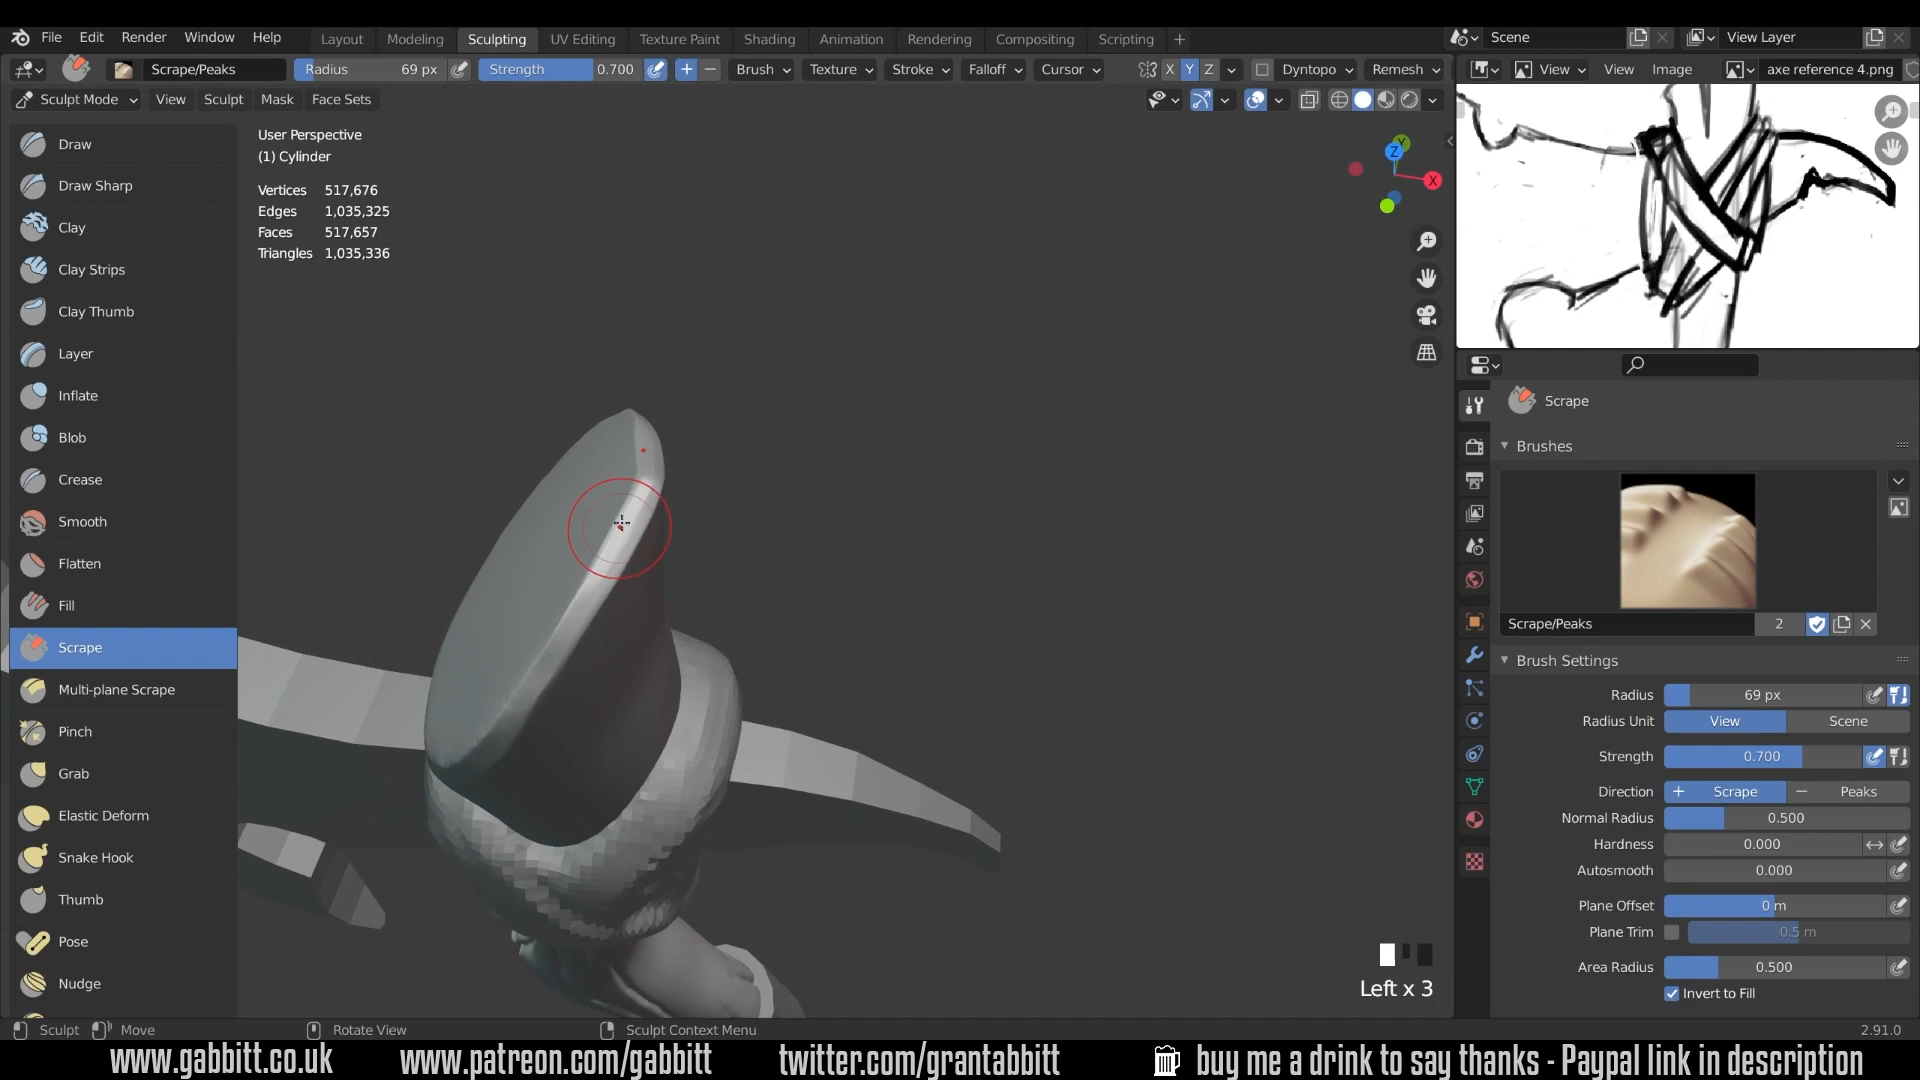 File Edit Render Window Help Layout Modeling Sculpting UV Editing Texture Paint Shading Animation Rendering Compositing Scripting + Scene View Layer
Scrape/Peaks Radius 69 px Strength 0.700 + − Brush Texture Stroke Falloff Cursor X Y Z Dyntopo Remesh View View Image axe reference 4.png
Sculpt Mode View Sculpt Mask Face Sets
User Perspective
(1) Cylinder
Vertices 517,676
Edges 1,035,325
Faces 517,657
Triangles 1,035,336
Y
Z
X
Draw
Draw Sharp
Clay
Clay Strips
Clay Thumb
Layer
Inflate
Blob
Crease
Smooth
Flatten
Fill
Scrape
Multi-plane Scrape
Pinch
Grab
Elastic Deform
Snake Hook
Thumb
Pose
Nudge
Scrape
Brushes
Scrape/Peaks 2
Brush Settings
Radius 69 px
Radius Unit View Scene
Strength 0.700
Direction + Scrape − Peaks
Normal Radius 0.500
Hardness 0.000
Autosmooth 0.000
Plane Offset 0 m
Plane Trim 0.5 m
Area Radius 0.500
Invert to Fill
Left x 3
Sculpt Move Rotate View Sculpt Context Menu 2.91.0
www.gabbitt.co.uk www.patreon.com/gabbitt twitter.com/grantabbitt buy me a drink to say thanks - Paypal link in description